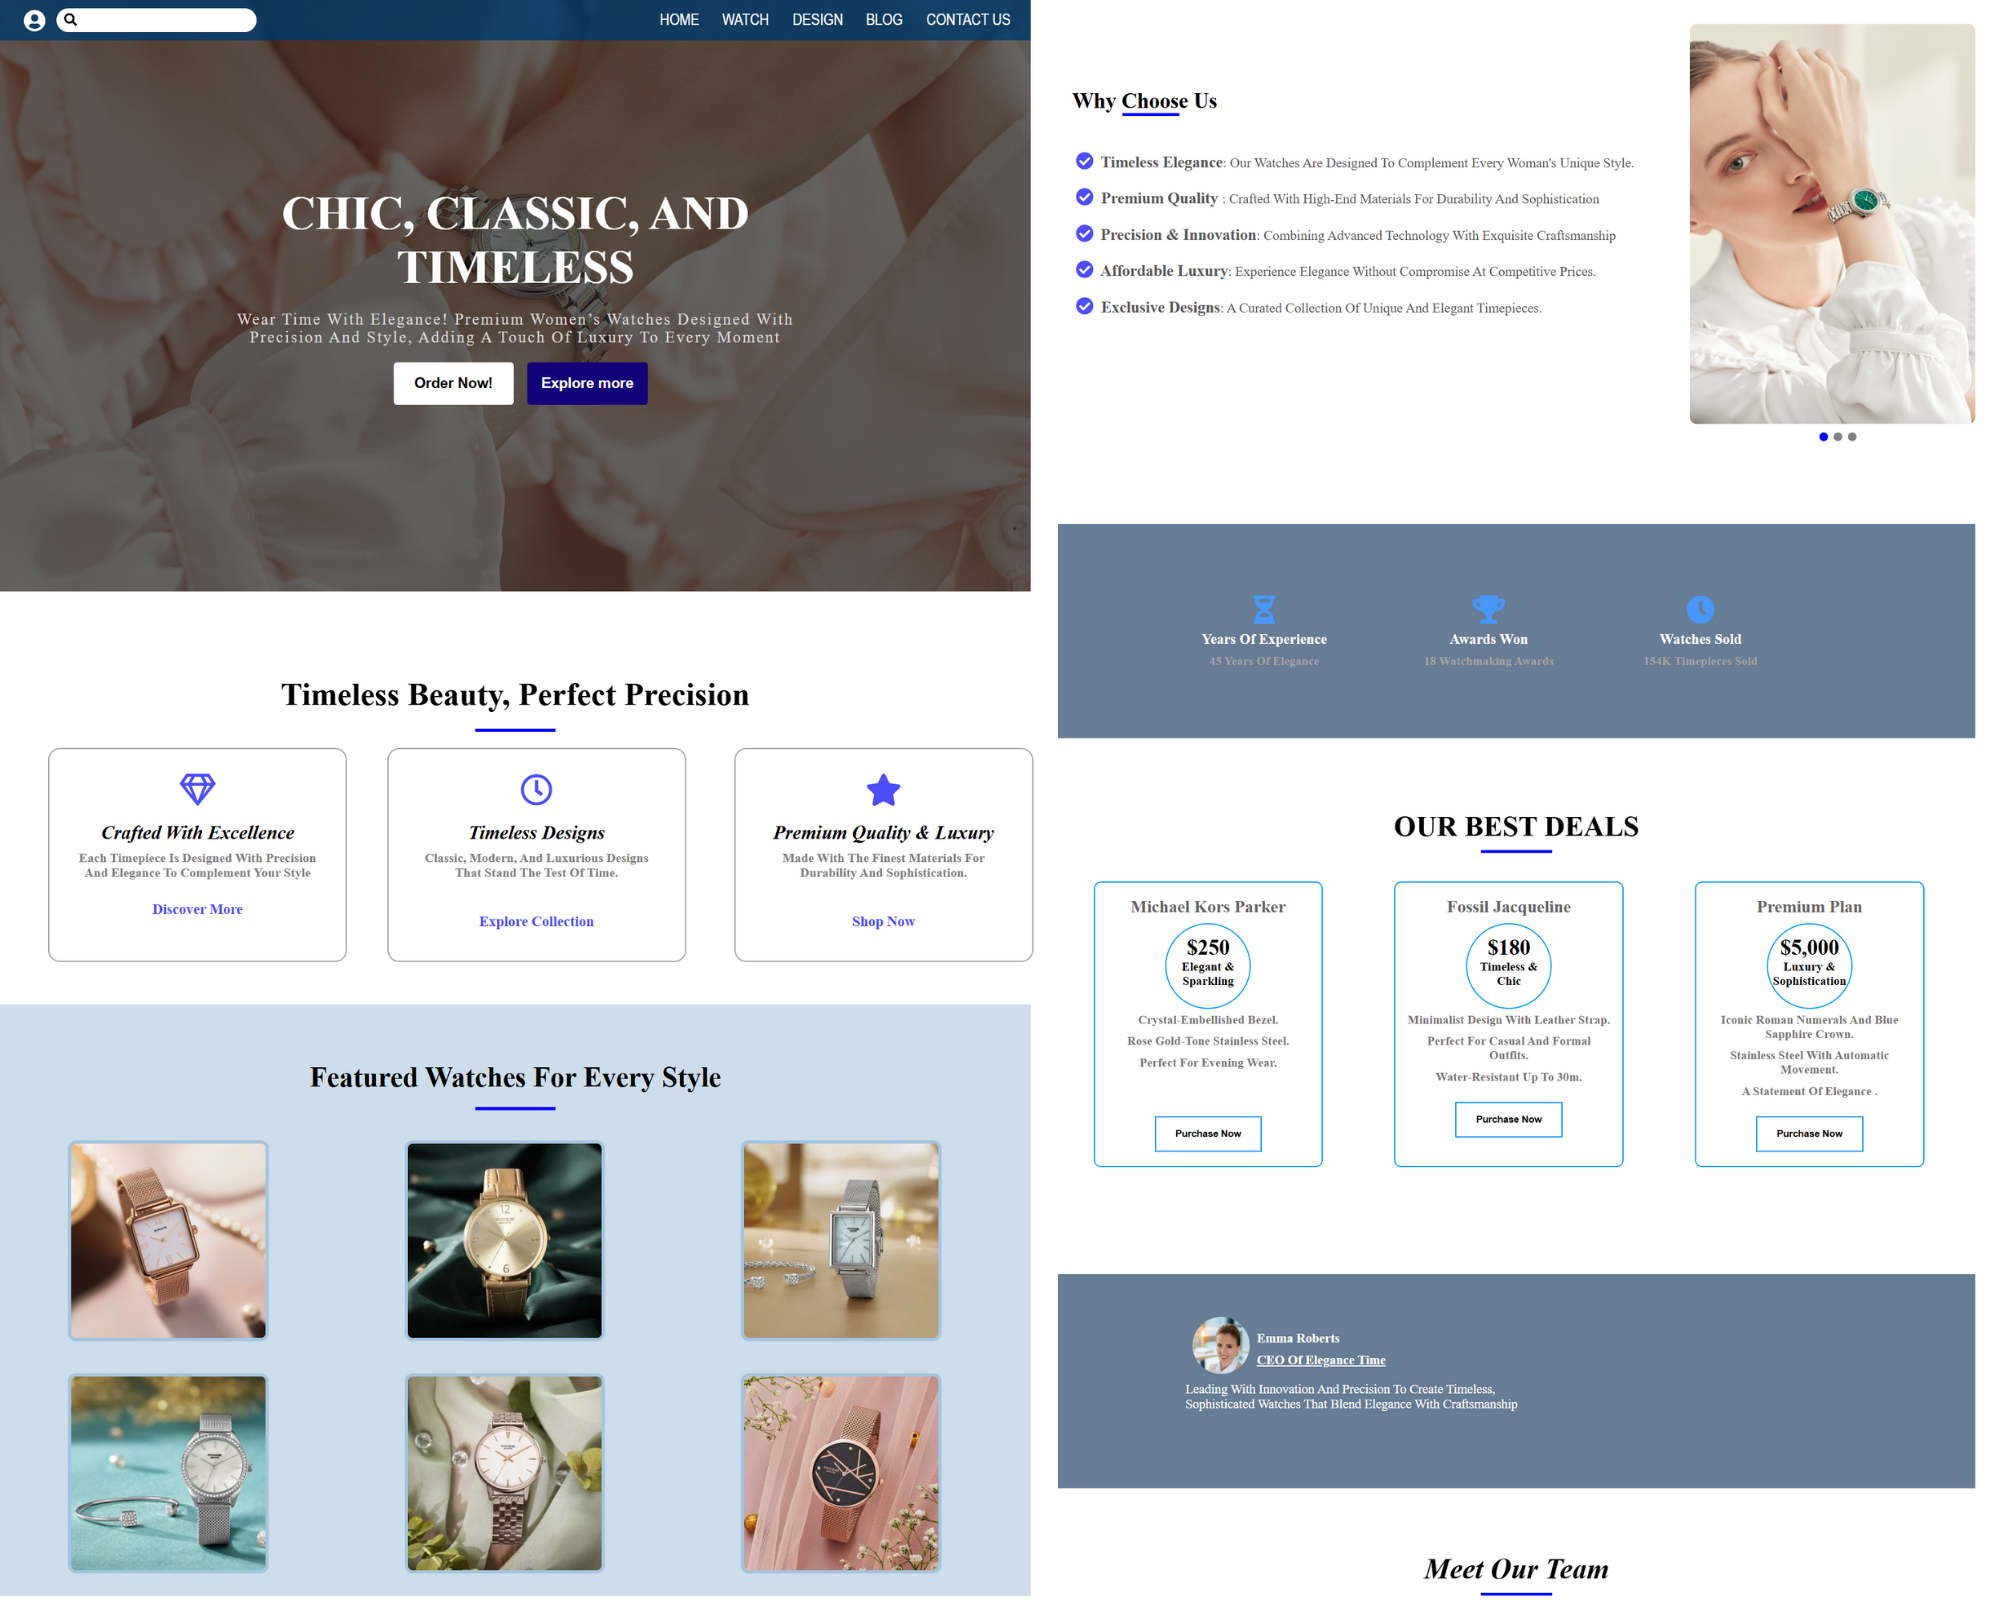 HOME WATCH DESIGN BLOG CONTACT US
CHIC, CLASSIC, AND
TIMELESS
Wear Time With Elegance! Premium Women's Watches Designed With
Precision And Style, Adding A Touch Of Luxury To Every Moment
Order Now! Explore more
Timeless Beauty, Perfect Precision
Crafted With Excellence
Each Timepiece Is Designed With Precision
And Elegance To Complement Your Style
Discover More
Timeless Designs
Classic, Modern, And Luxurious Designs
That Stand The Test Of Time.
Explore Collection
Premium Quality & Luxury
Made With The Finest Materials For
Durability And Sophistication.
Shop Now
Featured Watches For Every Style
12
6
Why Choose Us
Timeless Elegance: Our Watches Are Designed To Complement Every Woman's Unique Style.
Premium Quality : Crafted With High-End Materials For Durability And Sophistication
Precision & Innovation: Combining Advanced Technology With Exquisite Craftsmanship
Affordable Luxury: Experience Elegance Without Compromise At Competitive Prices.
Exclusive Designs: A Curated Collection Of Unique And Elegant Timepieces.
Years Of Experience
45 Years Of Elegance
Awards Won
18 Watchmaking Awards
Watches Sold
154K Timepieces Sold
OUR BEST DEALS
Michael Kors Parker
$250
Elegant &
Sparkling
Crystal-Embellished Bezel.
Rose Gold-Tone Stainless Steel.
Perfect For Evening Wear.
Purchase Now
Fossil Jacqueline
$180
Timeless &
Chic
Minimalist Design With Leather Strap.
Perfect For Casual And Formal
Outfits.
Water-Resistant Up To 30m.
Purchase Now
Premium Plan
$5,000
Luxury &
Sophistication
Iconic Roman Numerals And Blue
Sapphire Crown.
Stainless Steel With Automatic
Movement.
A Statement Of Elegance .
Purchase Now
Emma Roberts
CEO Of Elegance Time
Leading With Innovation And Precision To Create Timeless,
Sophisticated Watches That Blend Elegance With Craftsmanship
Meet Our Team